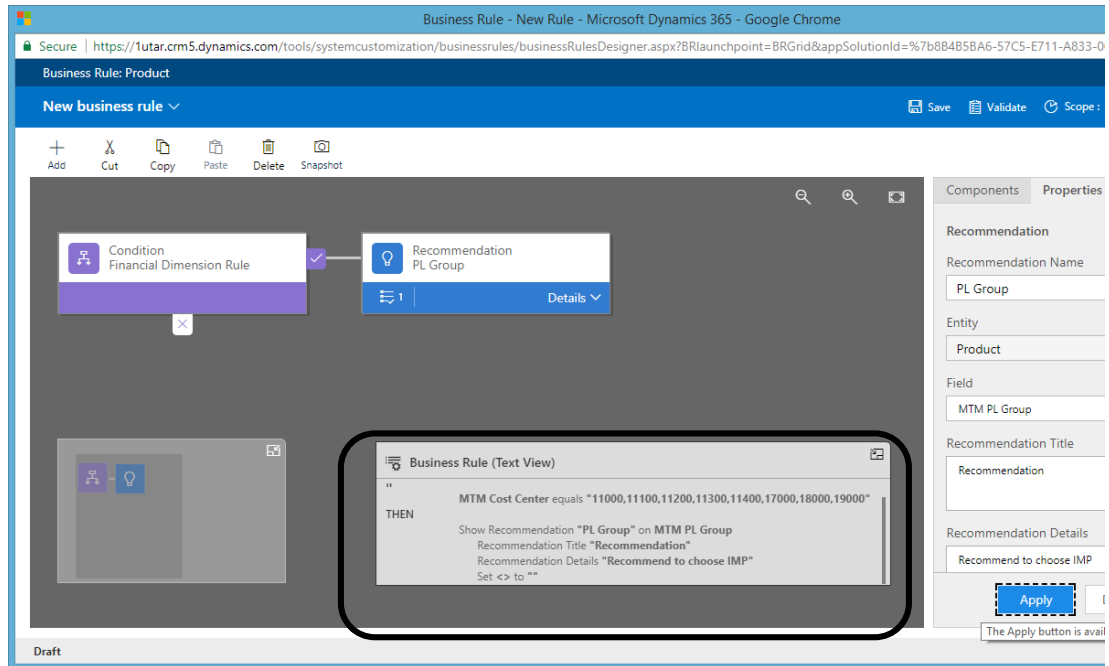 Business Rule - New Rule - Microsoft Dynamics 365 - Google Chrome
Secure | https://1utar.crm5.dynamics.com/tools/systemcustomization/businessrules/businessRulesDesigner.aspx?BRlaunchpoint=BRGrid&appSolutionId=%7b8B4B5BA6-57C5-E711-A833-0
Business Rule: Product
New business rule
Save Validate Scope :
Add Cut Copy Paste Delete Snapshot
Components Properties
Condition
Financial Dimension Rule
Recommendation
PL Group
1 Details
Recommendation
Recommendation Name
PL Group
Entity
Product
Field
MTM PL Group
Recommendation Title
Recommendation
Recommendation Details
Recommend to choose IMP
Apply
The Apply button is avail
Business Rule (Text View)
"
MTM Cost Center equals "11000,11100,11200,11300,11400,17000,18000,19000"
THEN
Show Recommendation "PL Group" on MTM PL Group
Recommendation Title "Recommendation"
Recommendation Details "Recommend to choose IMP"
Set <> to ""
Draft